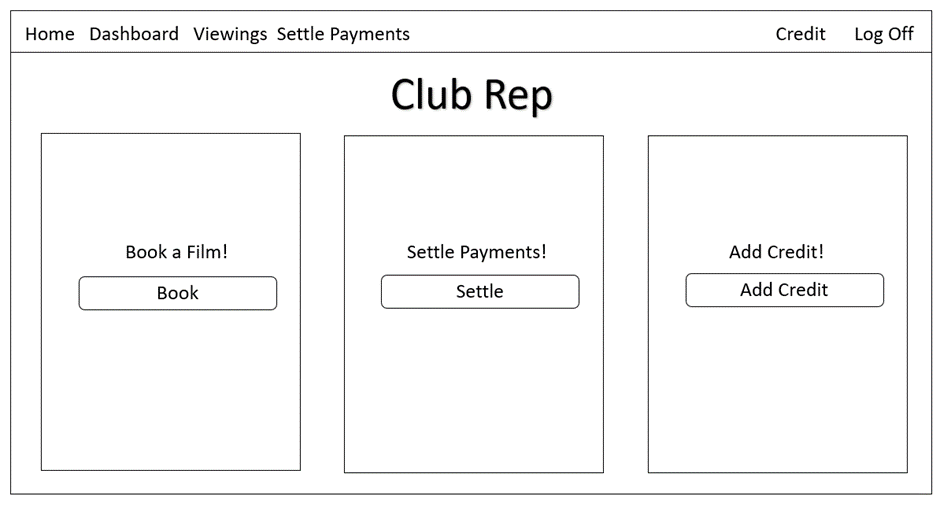 Home Dashboard Viewings Settle Payments Credit Log Off
Club Rep
Book a Film!
Book
Settle Payments!
Settle
Add Credit!
Add Credit